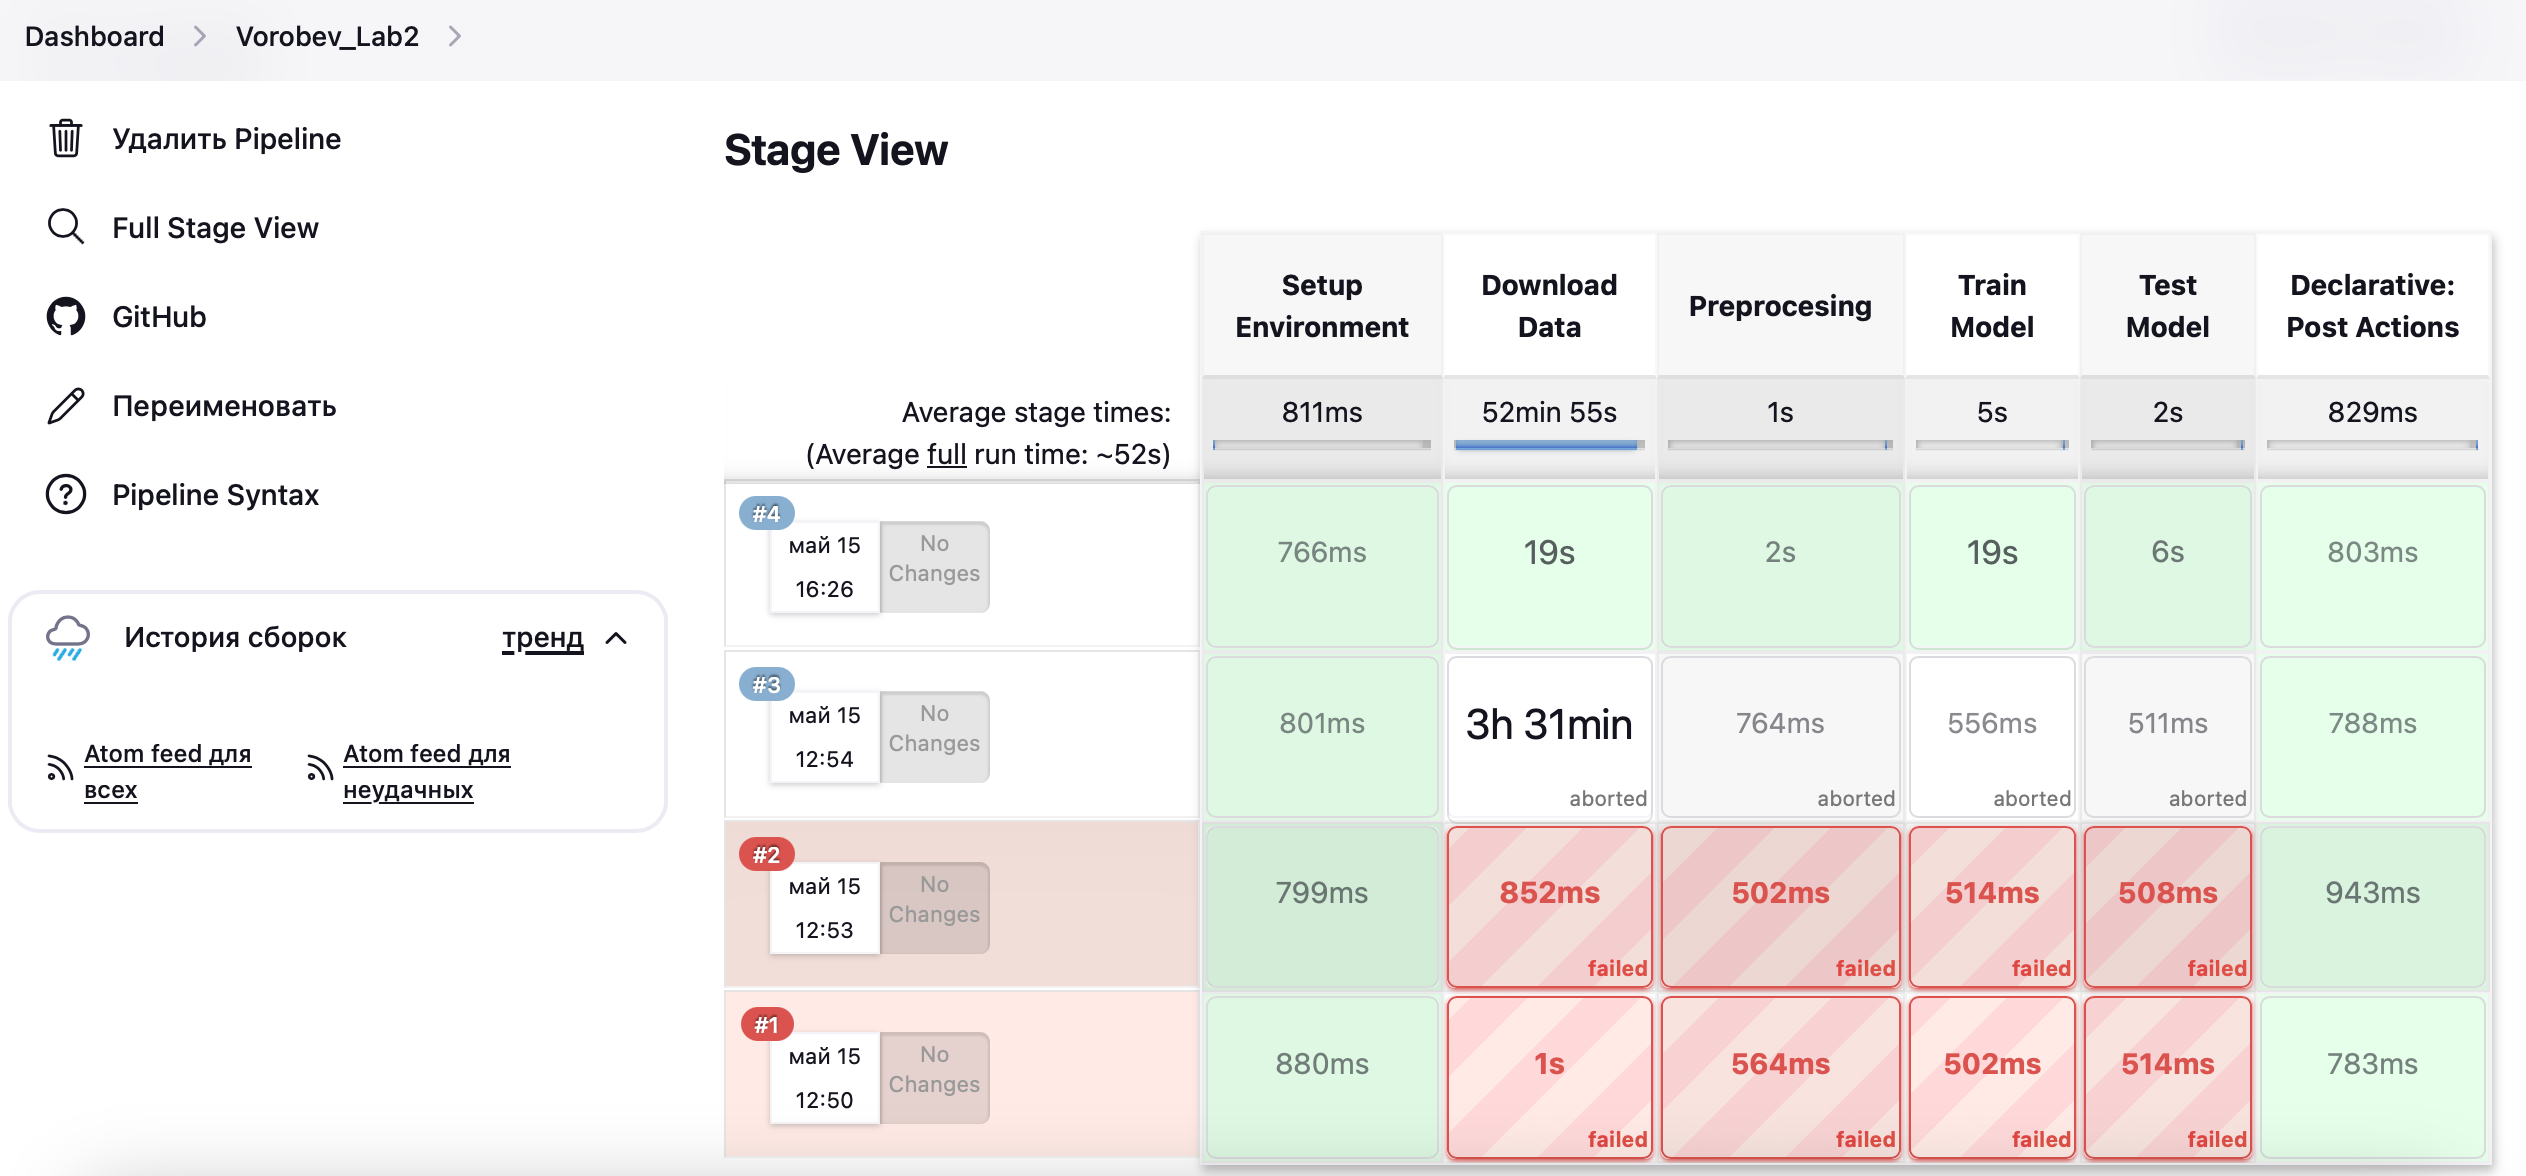 Dashboard
Vorobev_Lab2
Удалить Pipeline
Full Stage View
GitHub
Переименовать
Pipeline Syntax
История сборок
тренд
Atom feed для
всех
Atom feed для
неудачных
Stage View
Setup
Environment
Download
Data
Preprocesing
Train
Model
Test
Model
Declarative:
Post Actions
Average stage times:
(Average full run time: ~52s)
811ms
52min 55s
1s
5s
2s
829ms
#4
май 15
16:26
No
Changes
766ms
19s
2s
19s
6s
803ms
#3
май 15
12:54
No
Changes
801ms
3h 31min
aborted
764ms
aborted
556ms
aborted
511ms
aborted
788ms
#2
май 15
12:53
No
Changes
799ms
852ms
failed
502ms
failed
514ms
failed
508ms
failed
943ms
#1
май 15
12:50
No
Changes
880ms
1s
failed
564ms
failed
502ms
failed
514ms
failed
783ms